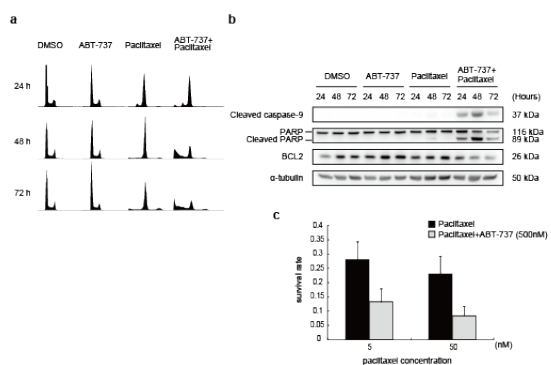 a
DMSO ABT-737 Paclitaxel ABT-737+ Paclitaxel
24 h
48 h
72 h
b
DMSO ABT-737 Paclitaxel ABT-737+ Paclitaxel
24 48 72 24 48 72 24 48 72 24 48 72 (Hours)
Cleaved caspase-9 37 kDa
PARP 116 kDa
Cleaved PARP 89 kDa
BCL2 26 kDa
α-tubulin 50 kDa
c
Paclitaxel
Paclitaxel+ABT-737 (500nM)
survival rate
0.4
0.35
0.3
0.25
0.2
0.15
0.1
0.05
0
5 50 (nM)
paclitaxel concentration